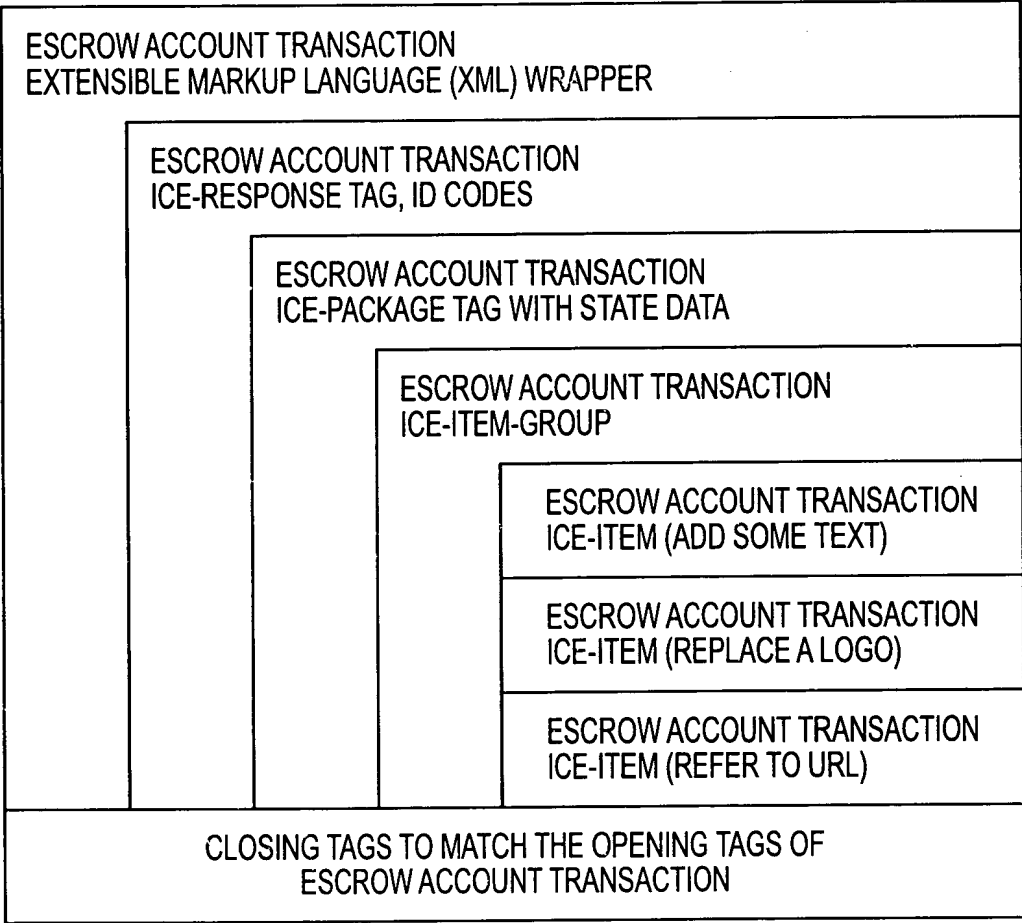 ESCROW ACCOUNT TRANSACTION
EXTENSIBLE MARKUP LANGUAGE (XML) WRAPPER
ESCROW ACCOUNT TRANSACTION
ICE-RESPONSE TAG, ID CODES
ESCROW ACCOUNT TRANSACTION
ICE-PACKAGE TAG WITH STATE DATA
ESCROW ACCOUNT TRANSACTION
ICE-ITEM-GROUP
ESCROW ACCOUNT TRANSACTION
ICE-ITEM (ADD SOME TEXT)
ESCROW ACCOUNT TRANSACTION
ICE-ITEM (REPLACE A LOGO)
ESCROW ACCOUNT TRANSACTION
ICE-ITEM (REFER TO URL)
CLOSING TAGS TO MATCH THE OPENING TAGS OF
ESCROW ACCOUNT TRANSACTION